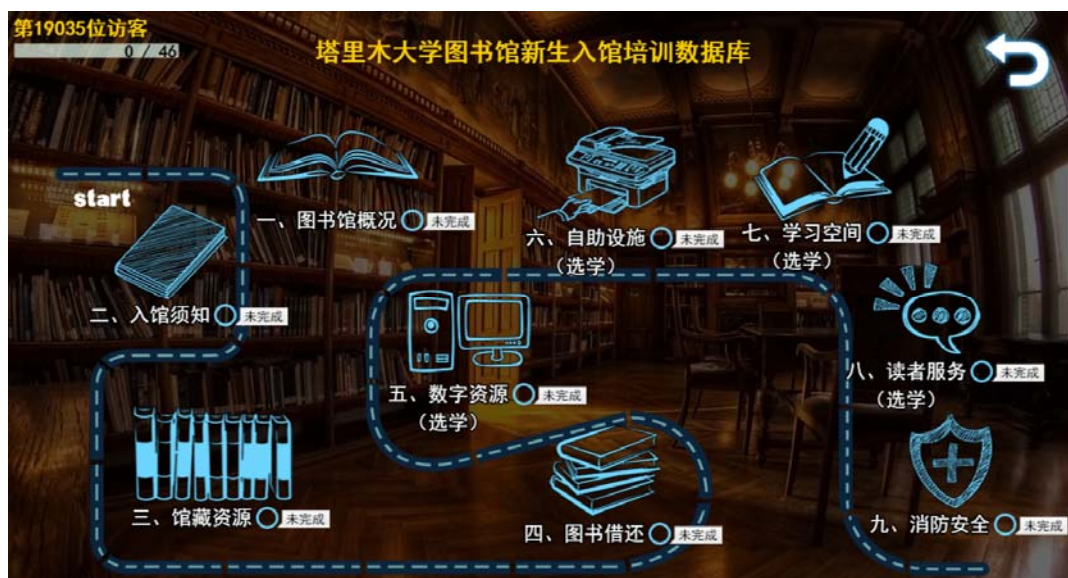 第19035位访客
0 / 46
塔里木大学图书馆新生入馆培训数据库
start
一、图书馆概况 未完成
二、入馆须知 未完成
三、馆藏资源 未完成
四、图书借还 未完成
五、数字资源 未完成
（选学）
六、自助设施 未完成
（选学）
七、学习空间 未完成
（选学）
八、读者服务 未完成
（选学）
九、消防安全 未完成